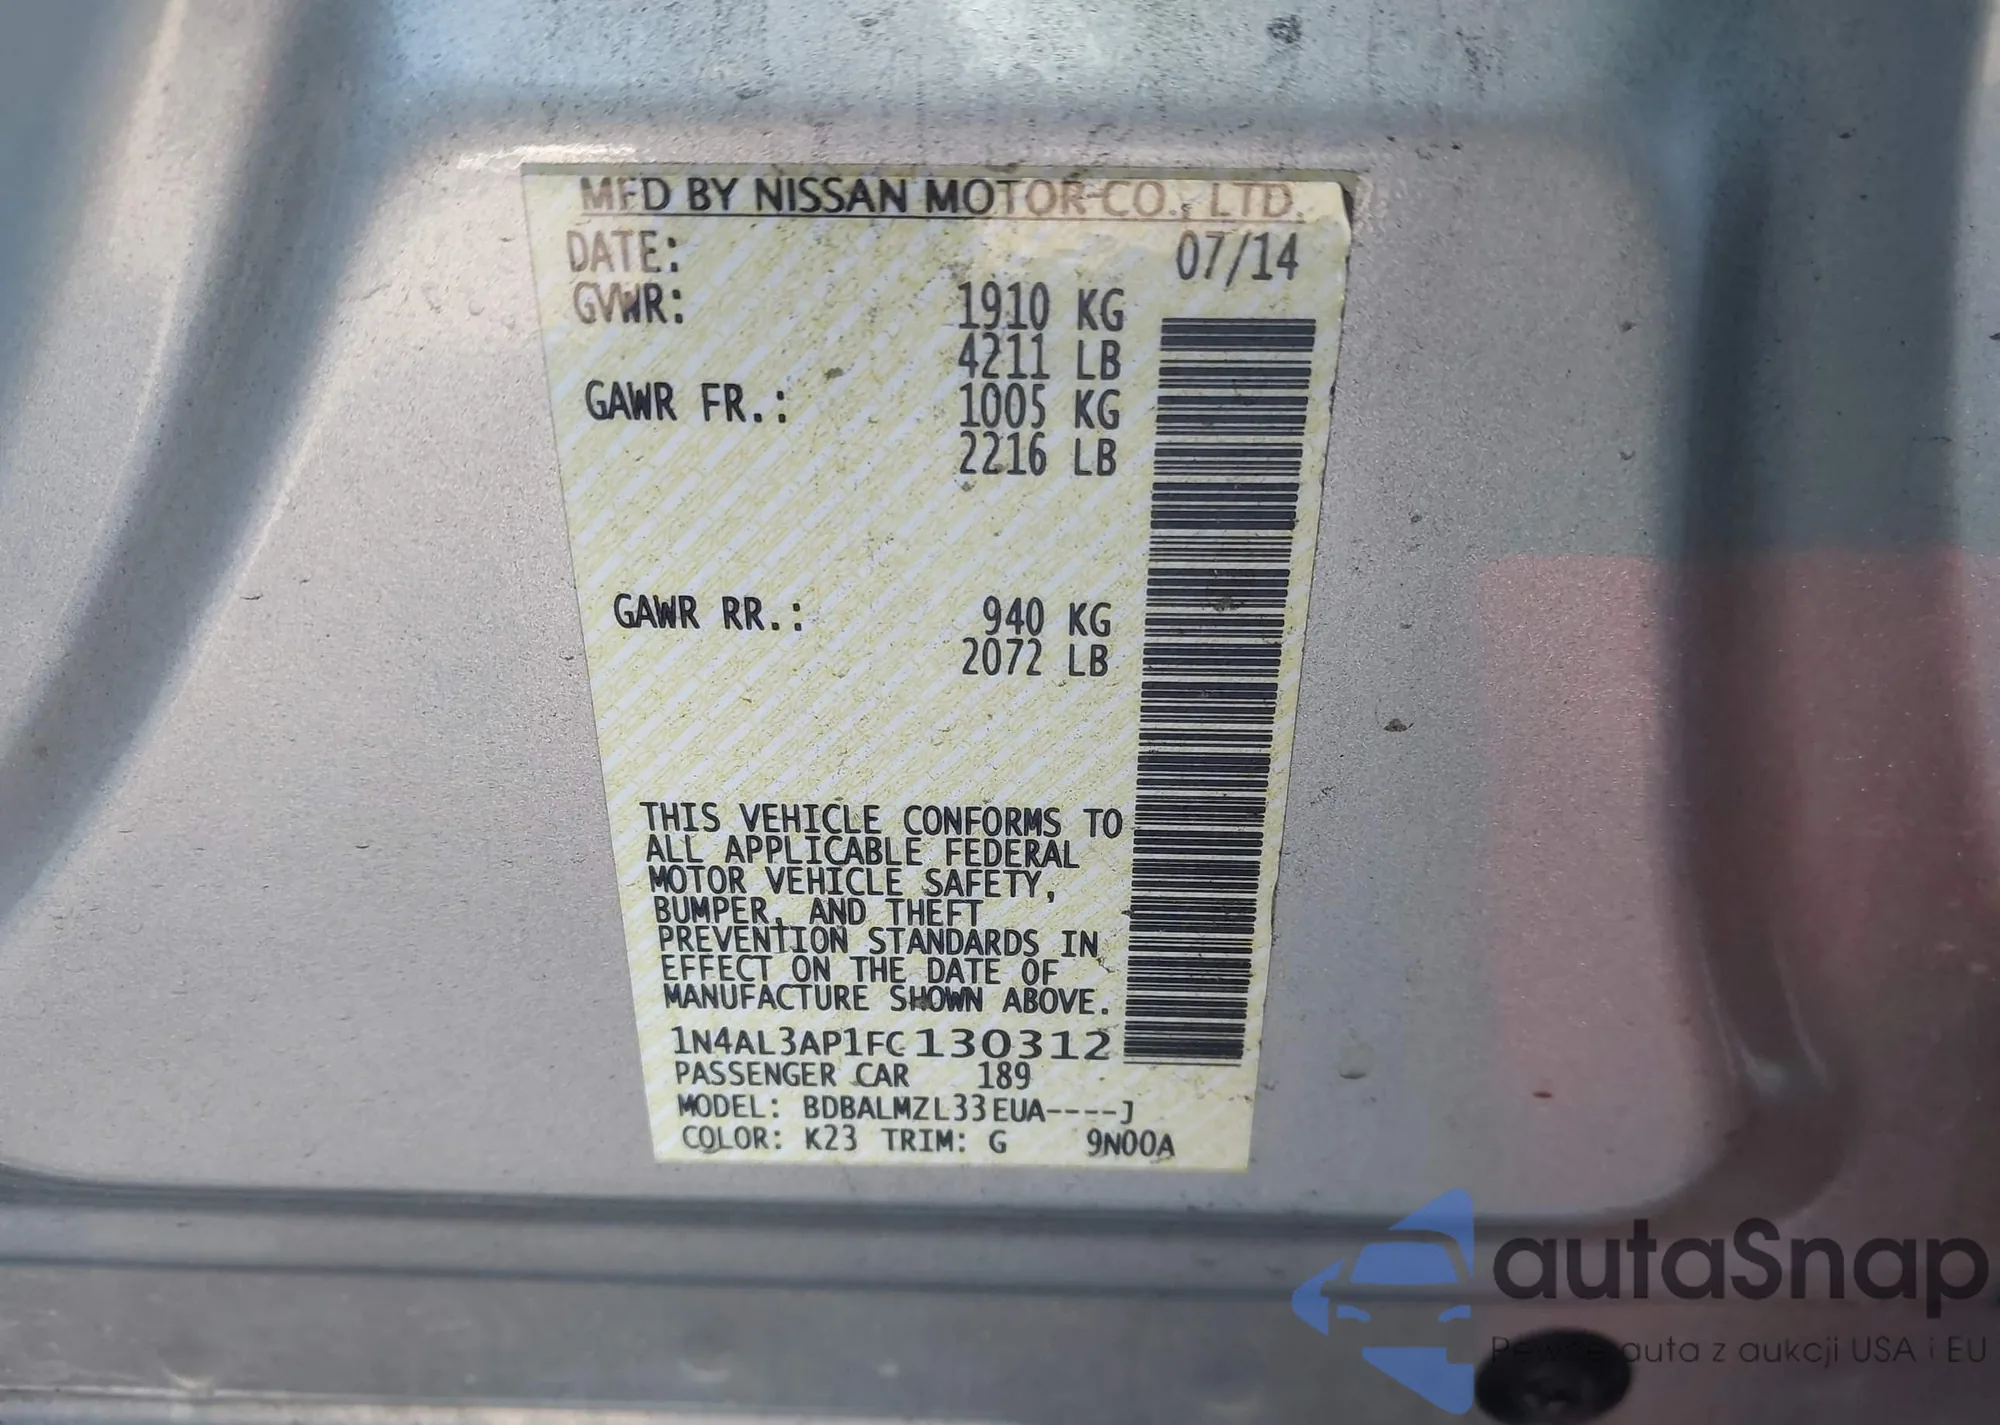 MFD BY NISSAN MOTOR CO., LTD.
DATE: 07/14
GVWR: 1910 KG
4211 LB
GAWR FR.: 1005 KG
2216 LB
GAWR RR.: 940 KG
2072 LB
THIS VEHICLE CONFORMS TO
ALL APPLICABLE FEDERAL
MOTOR VEHICLE SAFETY,
BUMPER, AND THEFT
PREVENTION STANDARDS IN
EFFECT ON THE DATE OF
MANUFACTURE SHOWN ABOVE.
1N4AL3AP1FC130312
PASSENGER CAR 189
MODEL: BDBALMZL33EUA----J
COLOR: K23 TRIM: G 9N00A
autaSnap
Pewne auta z aukcji USA i EU